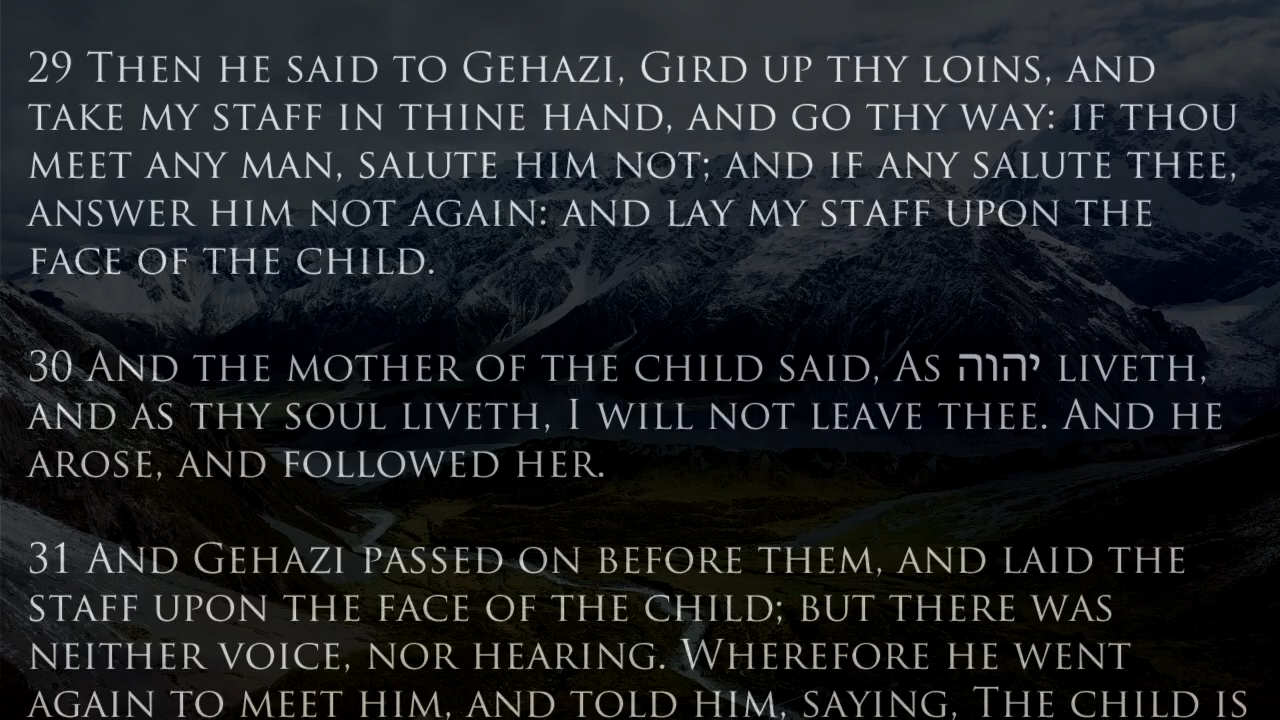 29 Then he said to Gehazi, Gird up thy loins, and
take my staff in thine hand, and go thy way: if thou
meet any man, salute him not; and if any salute thee,
answer him not again: and lay my staff upon the
face of the child.
30 And the mother of the child said, As יהוה liveth,
and as thy soul liveth, I will not leave thee. And he
arose, and followed her.
31 And Gehazi passed on before them, and laid the
staff upon the face of the child; but there was
neither voice, nor hearing. Wherefore he went
again to meet him, and told him, saying, The child is